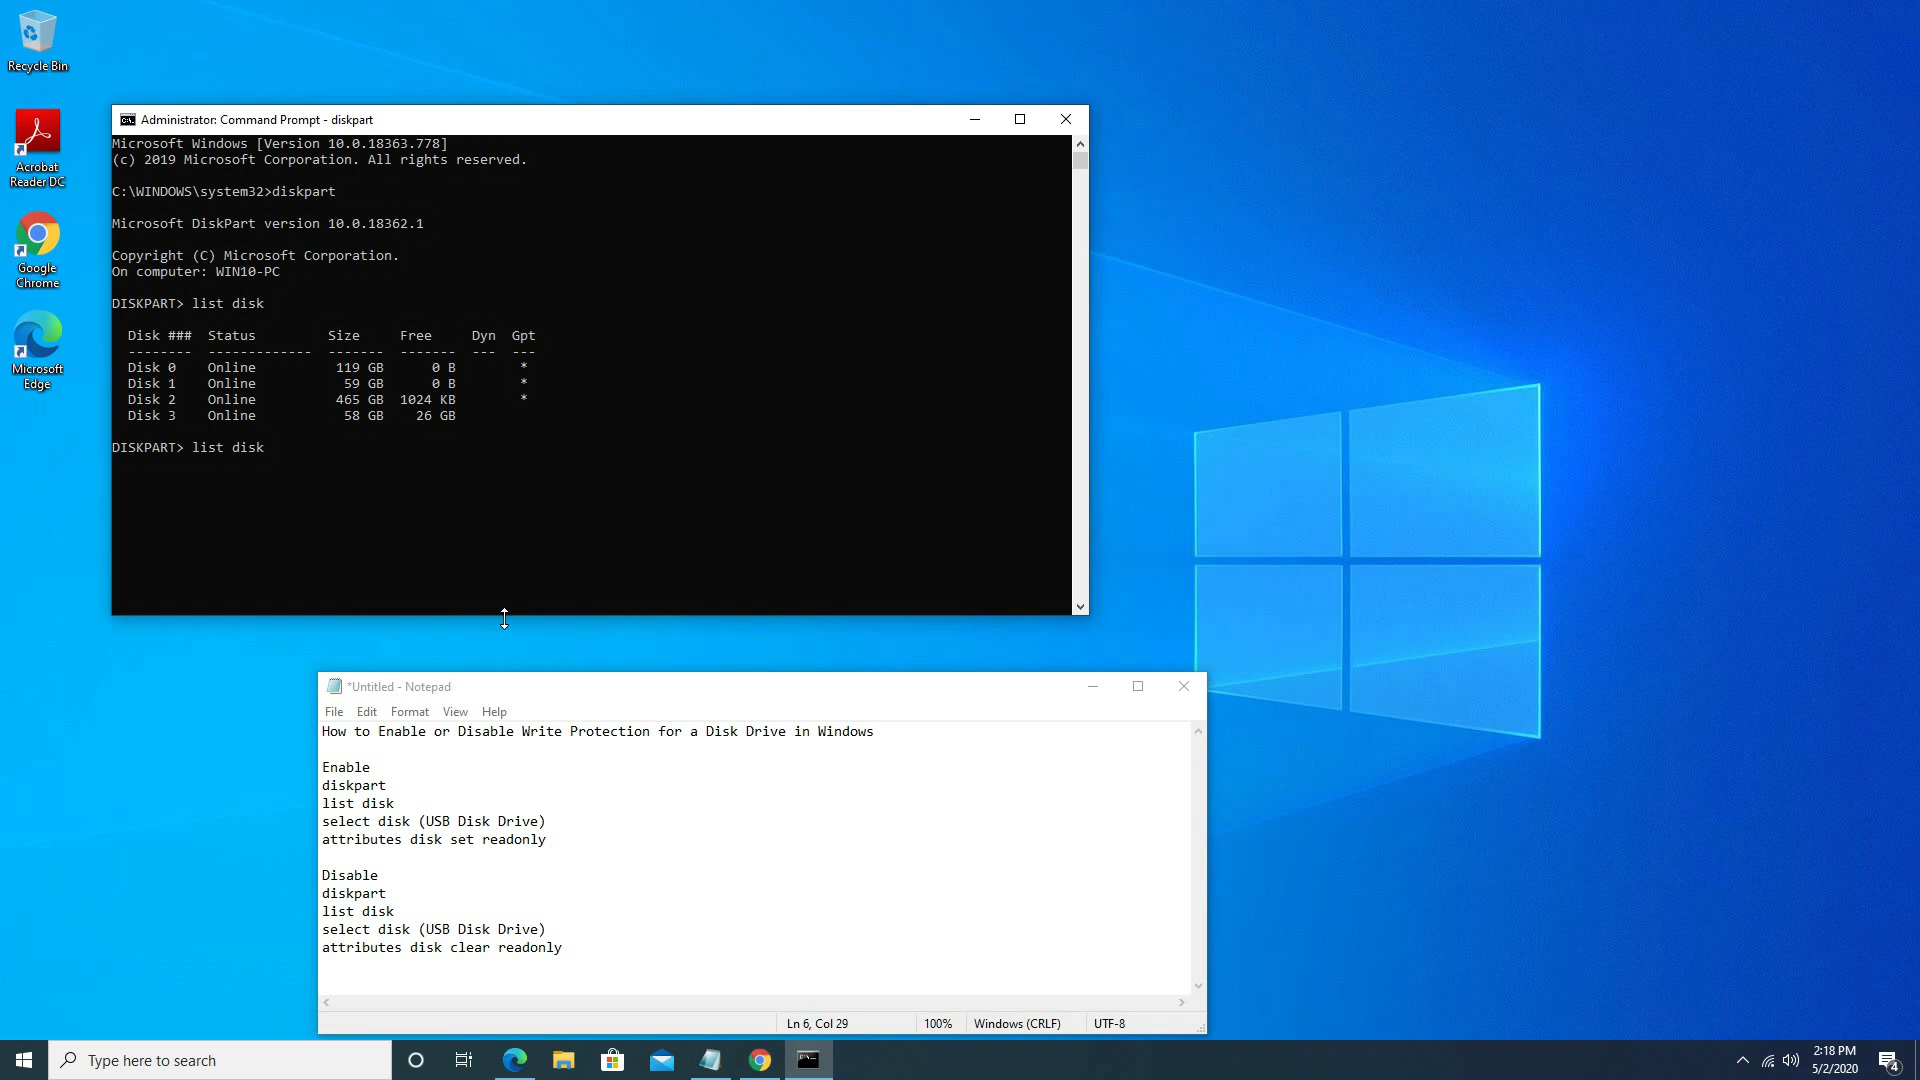 Recycle Bin
Acrobat
Reader DC
Google
Chrome
Microsoft
Edge
Administrator: Command Prompt - diskpart
Microsoft Windows [Version 10.0.18363.778]
(c) 2019 Microsoft Corporation. All rights reserved.
C:\WINDOWS\system32>diskpart
Microsoft DiskPart version 10.0.18362.1
Copyright (C) Microsoft Corporation.
On computer: WIN10-PC
DISKPART> list disk
  Disk ###  Status         Size     Free     Dyn  Gpt
  --------  -------------  -------  -------  ---  ---
  Disk 0    Online          119 GB      0 B        *
  Disk 1    Online           59 GB      0 B        *
  Disk 2    Online          465 GB  1024 KB        *
  Disk 3    Online           58 GB    26 GB
DISKPART> list disk
*Untitled - Notepad
File Edit Format View Help
How to Enable or Disable Write Protection for a Disk Drive in Windows
Enable
diskpart
list disk
select disk (USB Disk Drive)
attributes disk set readonly
Disable
diskpart
list disk
select disk (USB Disk Drive)
attributes disk clear readonly
Ln 6, Col 29 100% Windows (CRLF) UTF-8
Type here to search
2:18 PM
5/2/2020
4